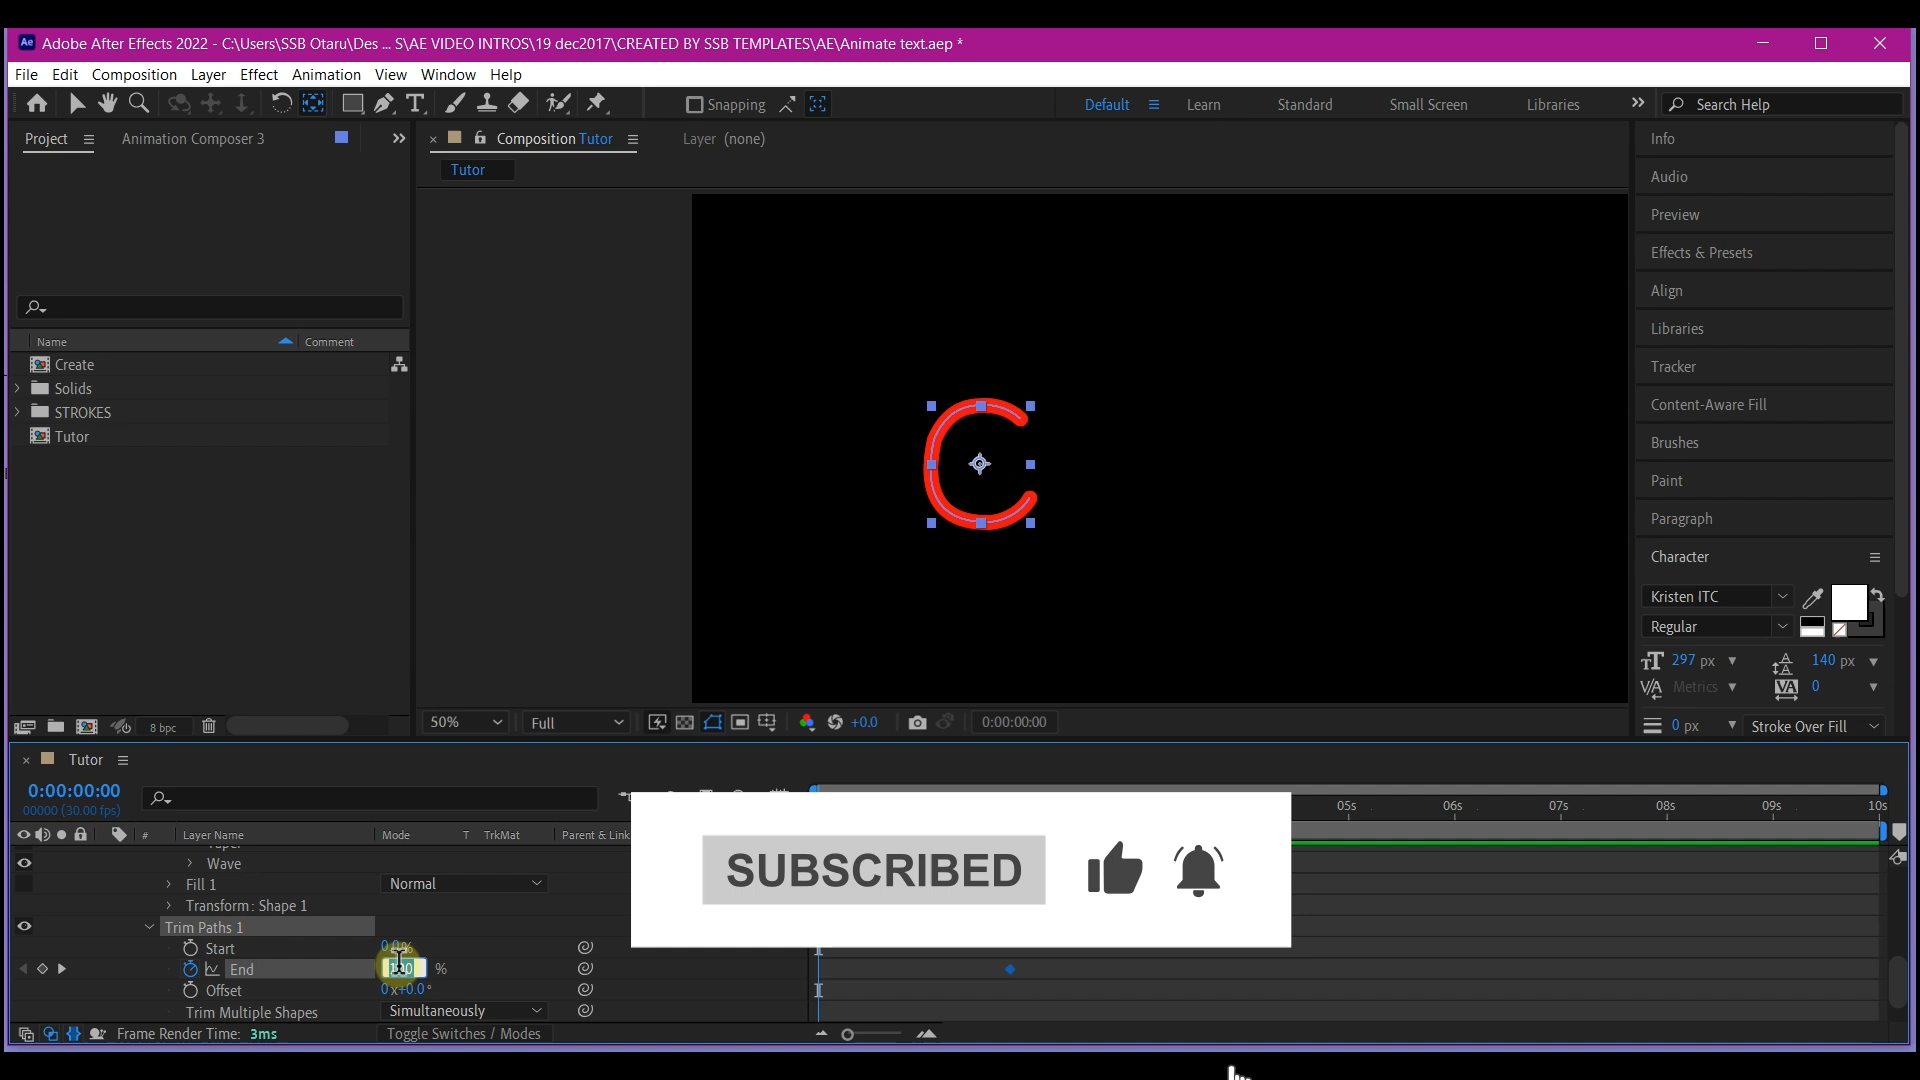 Ae Adobe After Effects 2022 - C:\Users\SSB Otaru\Des ... S\AE VIDEO INTROS\19 dec2017\CREATED BY SSB TEMPLATES\AE\Animate text.aep *
File Edit Composition Layer Effect Animation View Window Help
Snapping Default Learn Standard Small Screen Libraries Search Help
Project Animation Composer 3 Composition Tutor Layer (none)
Tutor
Name Comment
Create
Solids
STROKES
Tutor
C
Info
Audio
Preview
Effects & Presets
Align
Libraries
Tracker
Content-Aware Fill
Brushes
Paint
Paragraph
Character
Kristen ITC
Regular
297 px 140 px
Metrics 0
0 px Stroke Over Fill
8 bpc 50% Full +0.0 0:00:00:00
Tutor
0:00:00:00
00000 (30.00 fps)
05s 06s 07s 08s 09s 10s
# Layer Name Mode T TrkMat Parent & Link
Wave
Fill 1 Normal
Transform: Shape 1
Trim Paths 1
Start 0.0%
End 100 %
Offset 0x+0.0°
Trim Multiple Shapes Simultaneously
Frame Render Time: 3ms Toggle Switches / Modes
SUBSCRIBED